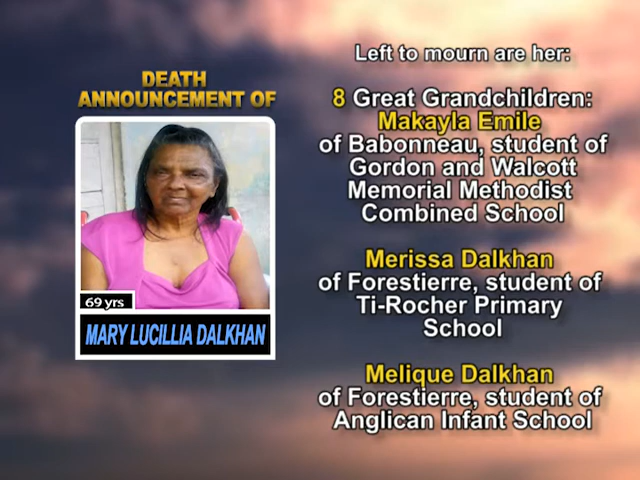 DEATH
ANNOUNCEMENT OF
69 yrs
MARY LUCILLIA DALKHAN
Left to mourn are her:
8 Great Grandchildren:
Makayla Emile
of Babonneau, student of
Gordon and Walcott
Memorial Methodist
Combined School
Merissa Dalkhan
of Forestierre, student of
Ti-Rocher Primary
School
Melique Dalkhan
of Forestierre, student of
Anglican Infant School